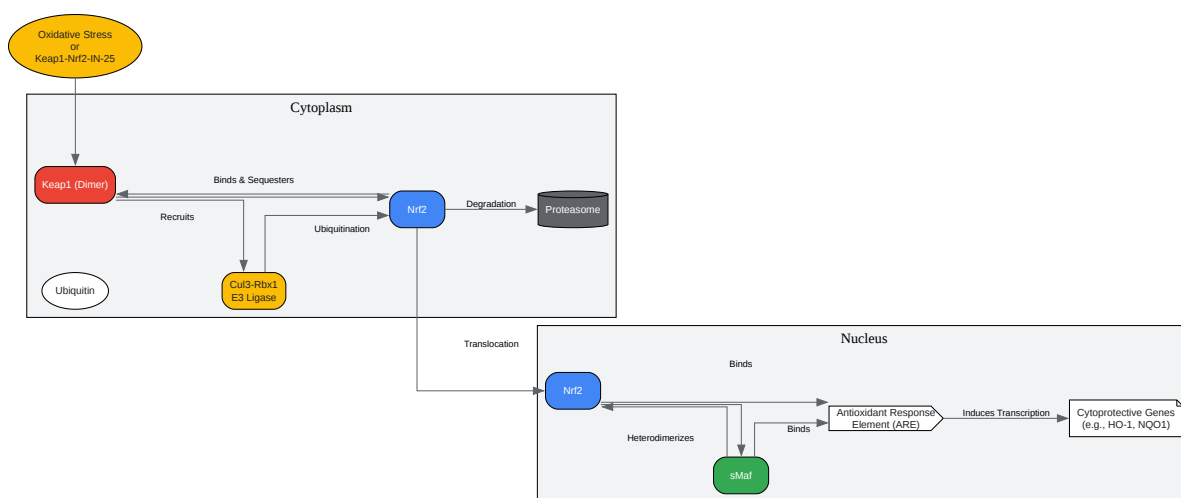 Oxidative Stress
or
Keap1-Nrf2-IN-25
Cytoplasm
Keap1 (Dimer)
Binds & Sequesters
Recruits
Nrf2
Degradation
Proteasome
Ubiquitination
Ubiquitin
Cul3-Rbx1
E3 Ligase
Translocation
Nucleus
Binds
Nrf2
Antioxidant Response
Element (ARE)
Induces Transcription
Cytoprotective Genes
(e.g., HO-1, NQO1)
Heterodimerizes
Binds
sMaf